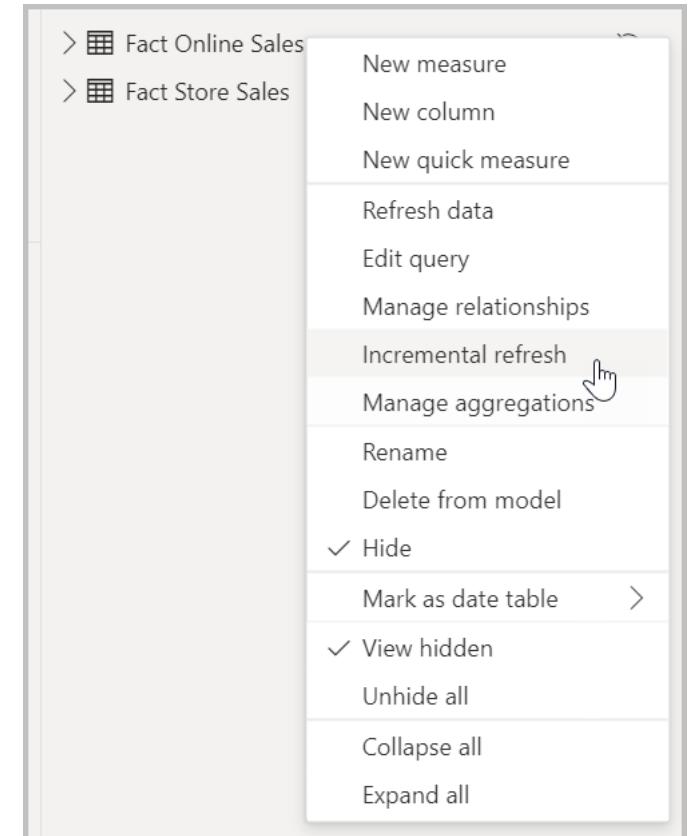 Fact Online Sales
Fact Store Sales
New measure
New column
New quick measure
Refresh data
Edit query
Manage relationships
Incremental refresh
Manage aggregations
Rename
Delete from model
Hide
Mark as date table
View hidden
Unhide all
Collapse all
Expand all